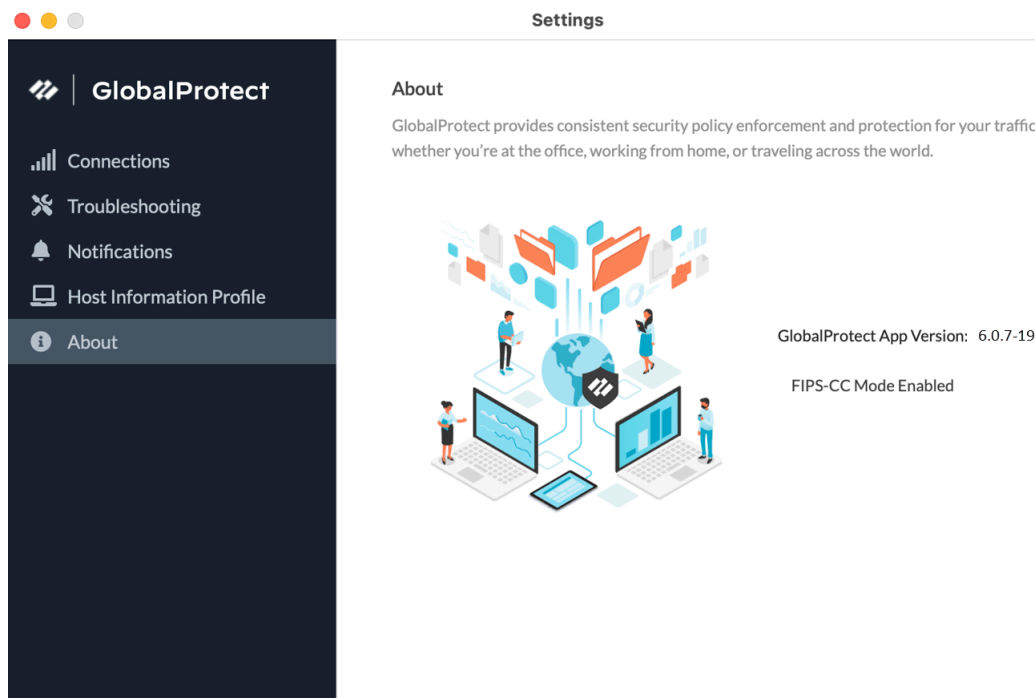 Settings
GlobalProtect
Connections
Troubleshooting
Notifications
Host Information Profile
About
About
GlobalProtect provides consistent security policy enforcement and protection for your traffic
whether you're at the office, working from home, or traveling across the world.
GlobalProtect App Version: 6.0.7-19
FIPS-CC Mode Enabled